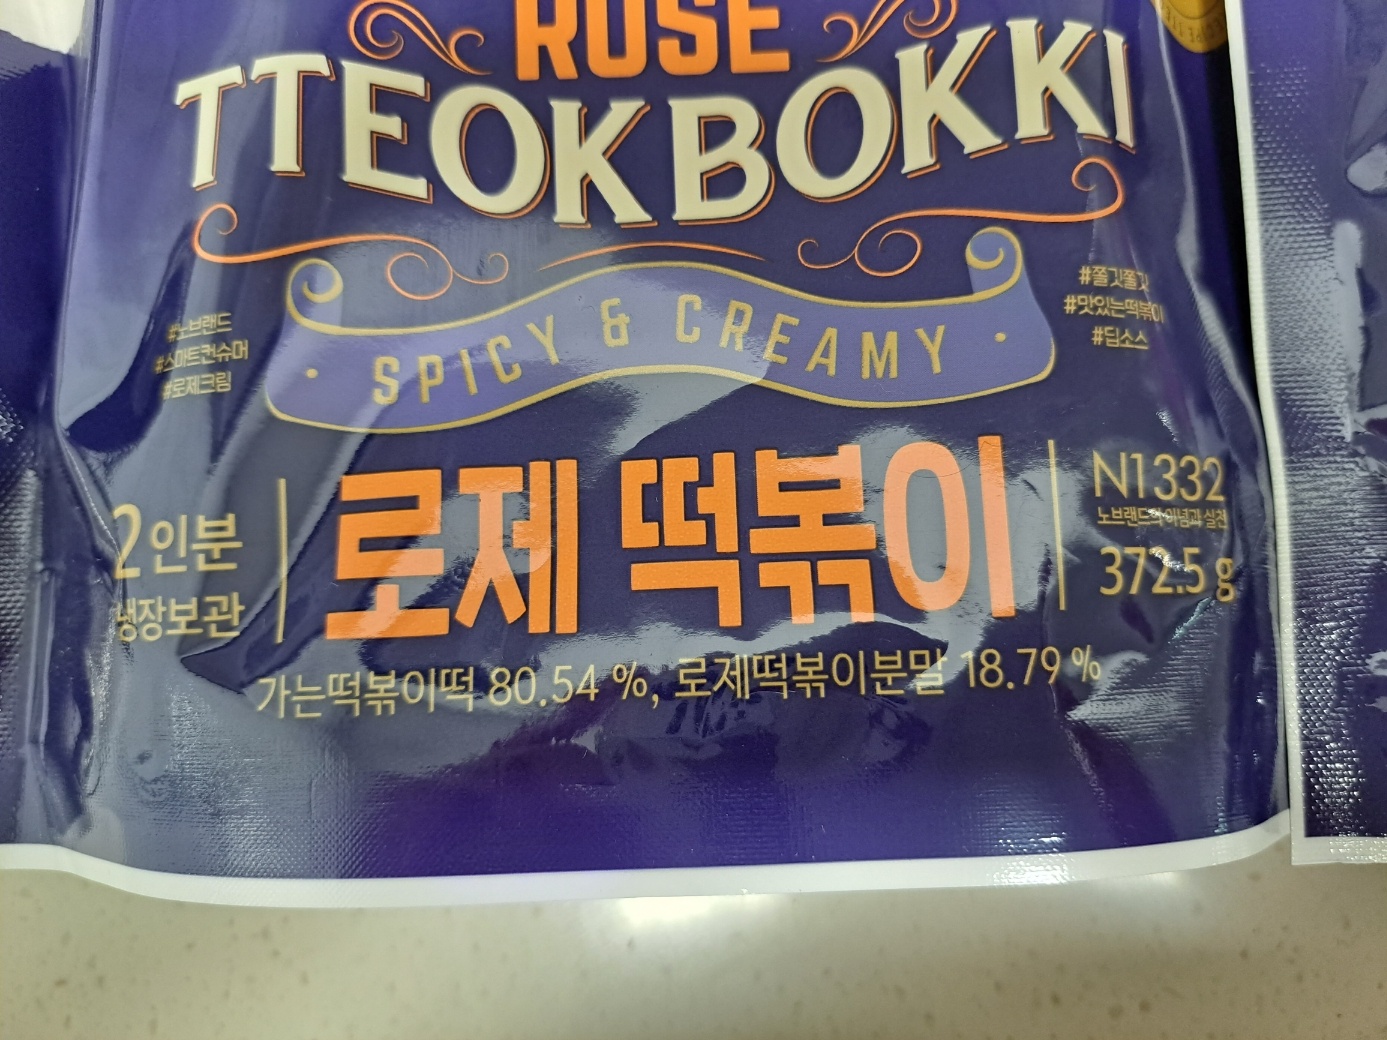 ROSE
TTEOKBOKKI
SPICY & CREAMY
#노브랜드
#스마트컨슈머
#로제크림
#쫄깃쫄깃
#맛있는떡볶이
#딥소스
2인분
냉장보관
로제 떡볶이
N1332
노브랜드의 이념과 실천
372.5 g
가는떡볶이떡 80.54 %, 로제떡볶이분말 18.79 %